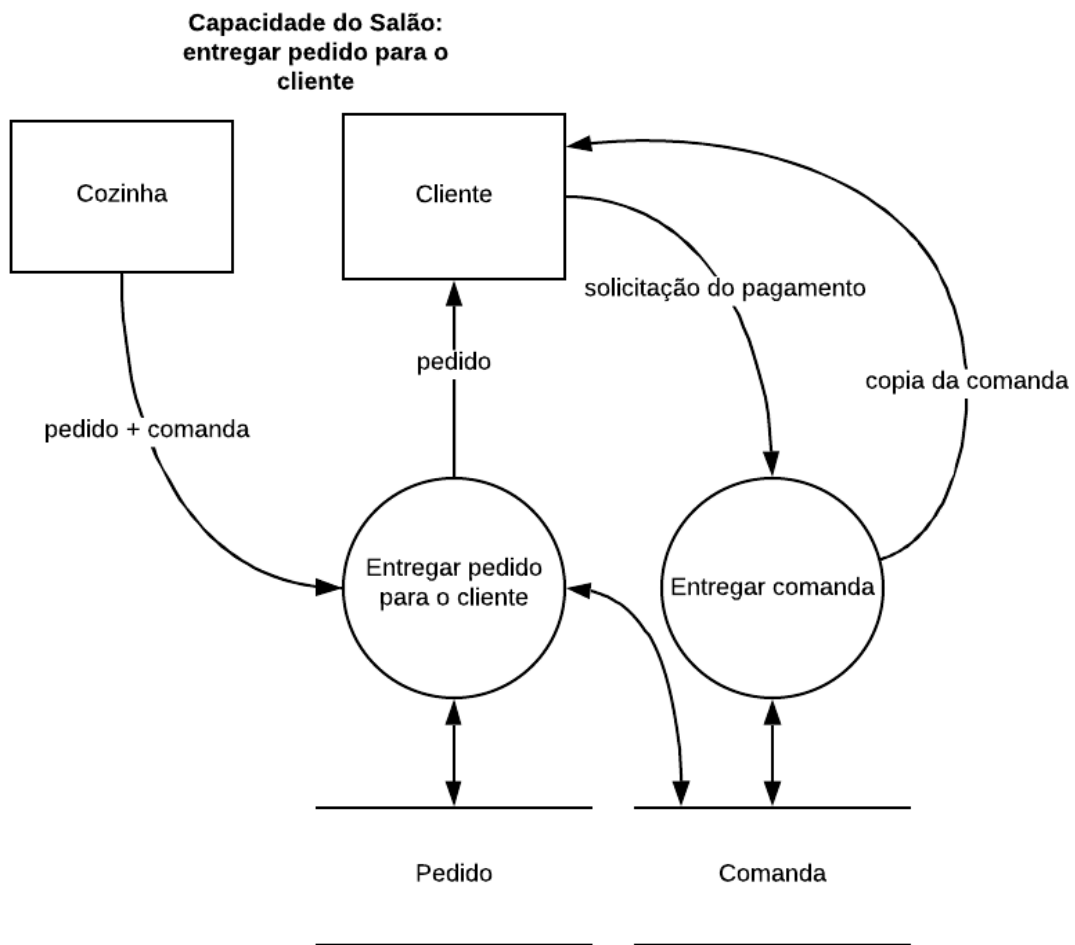 Capacidade do Salão:
entregar pedido para o
cliente
Cozinha
Cliente
solicitação do pagamento
pedido
copia da comanda
pedido + comanda
Entregar pedido
para o cliente
Entregar comanda
Pedido
Comanda